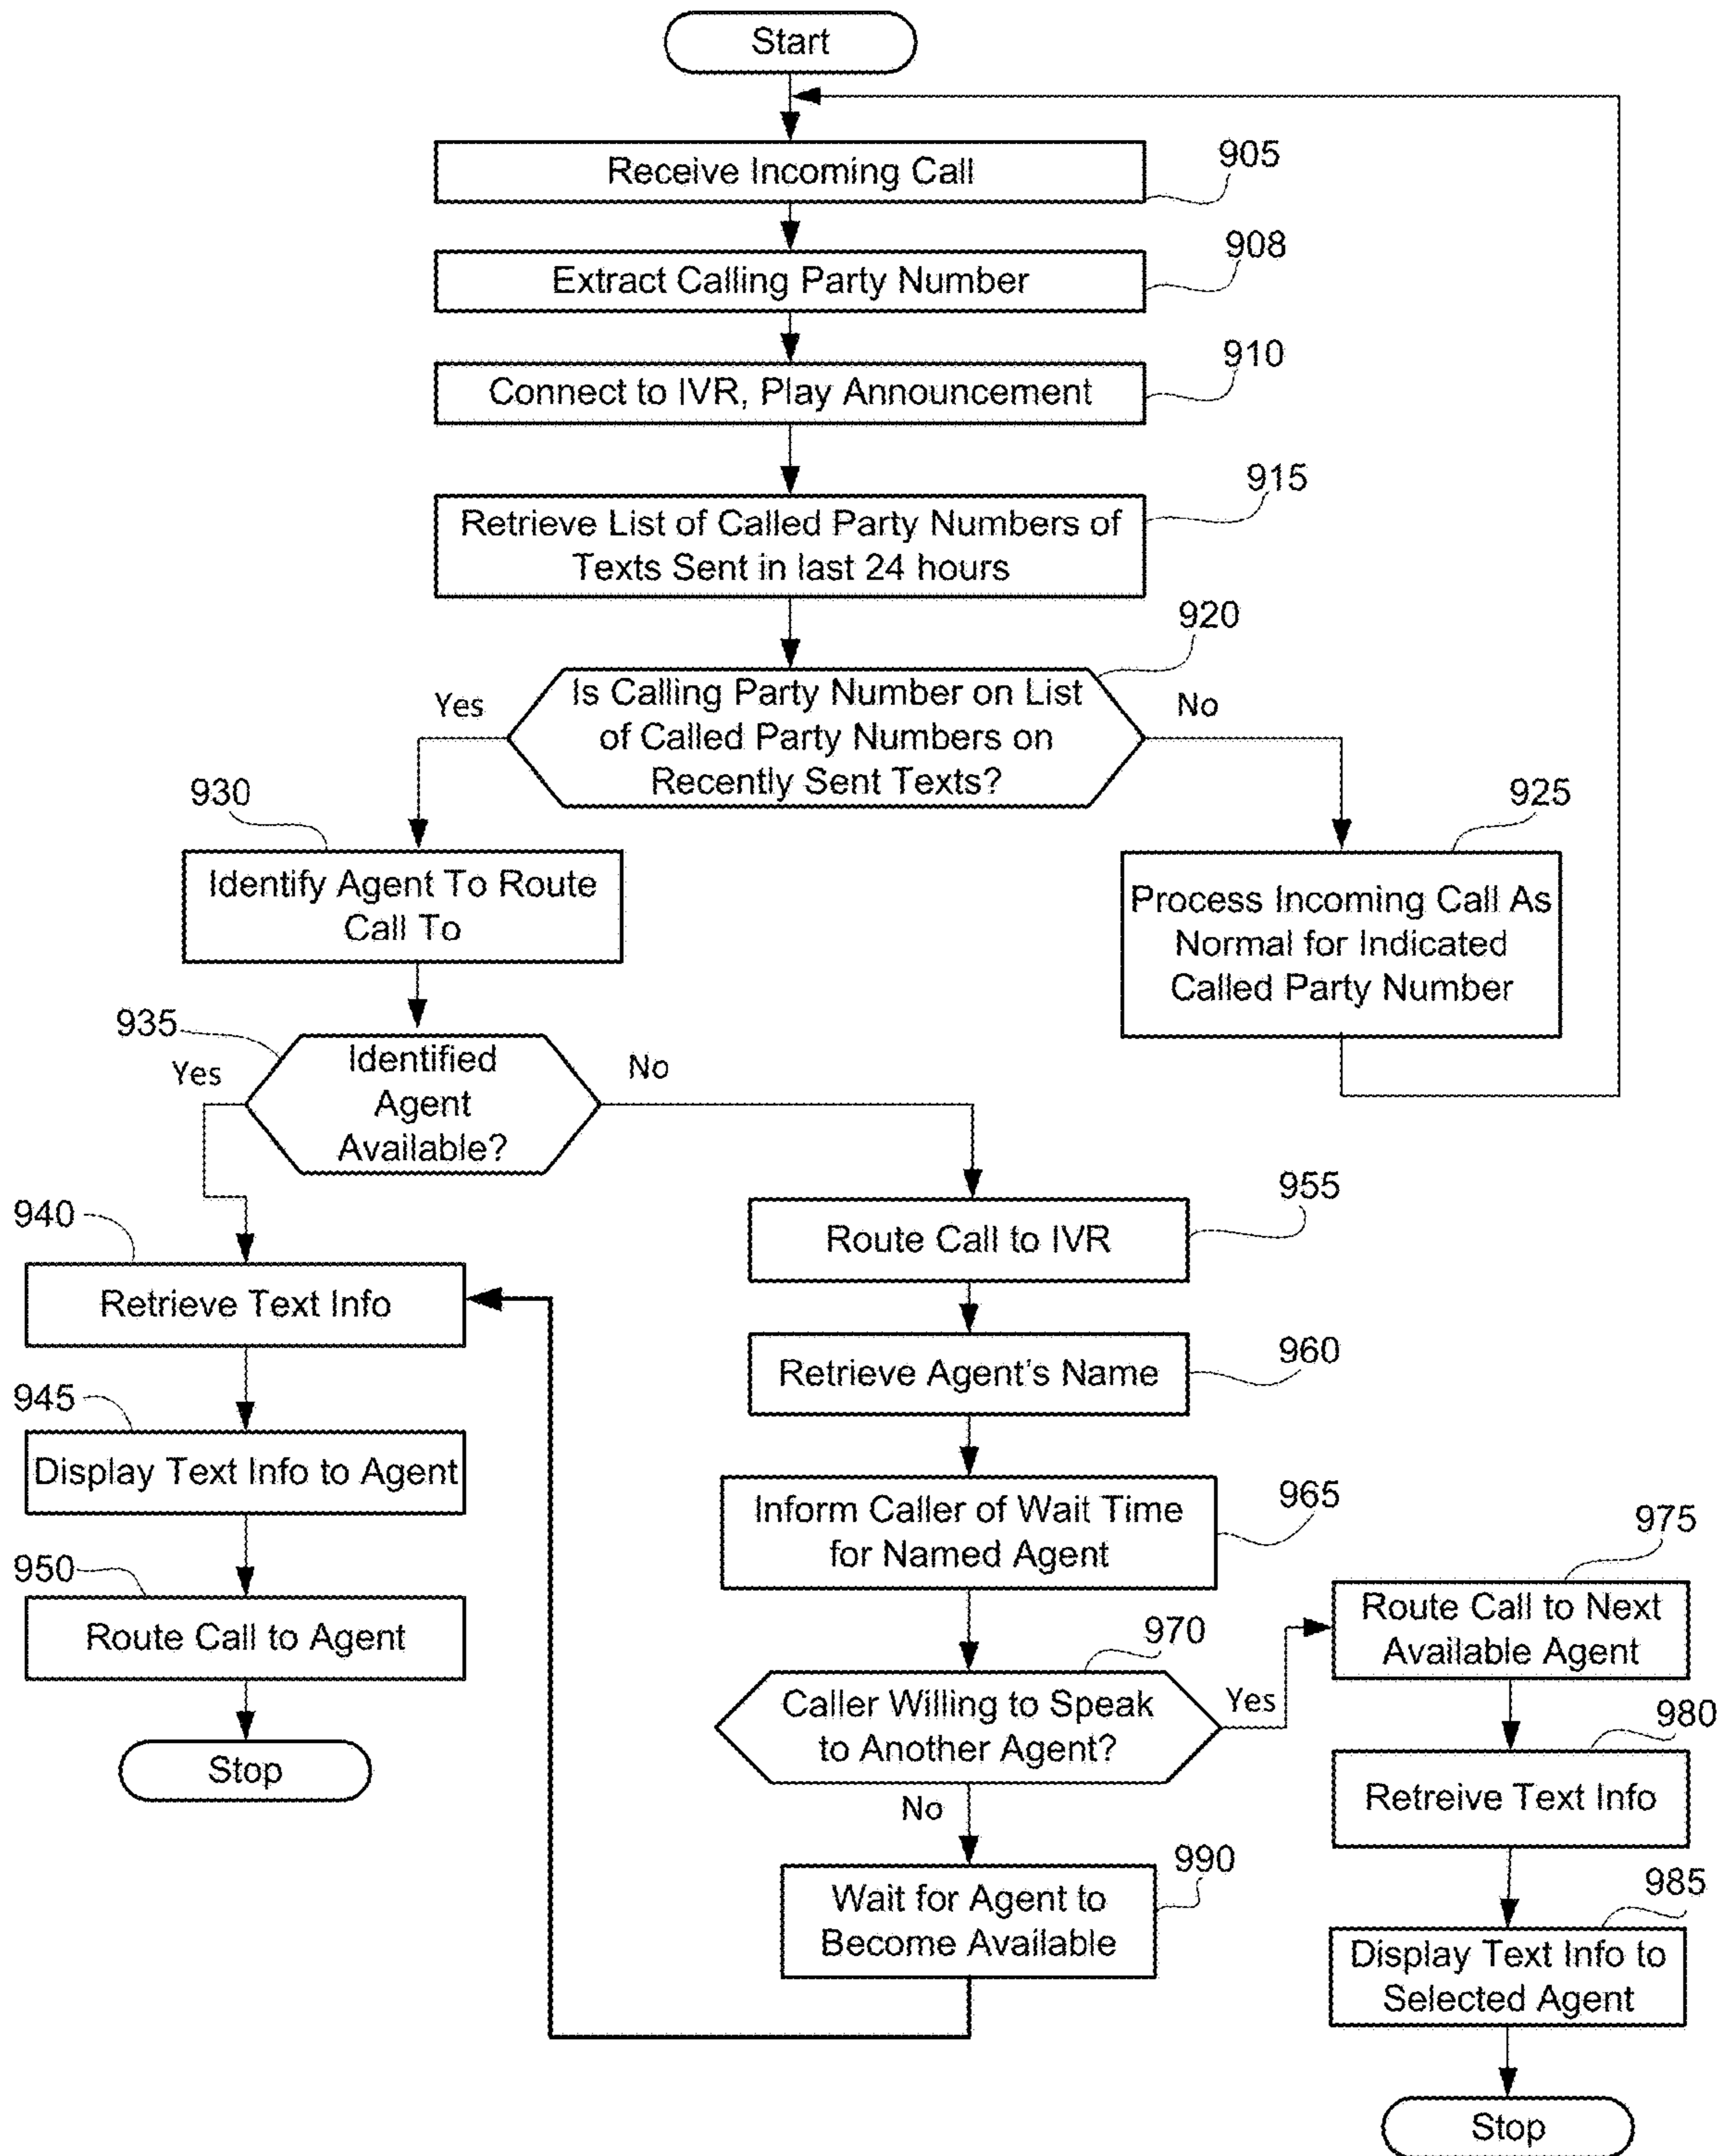 Start
Receive Incoming Call
905
Extract Calling Party Number
908
Connect to IVR, Play Announcement
910
Retrieve List of Called Party Numbers of
Texts Sent in last 24 hours
915
920
Is Calling Party Number on List
of Called Party Numbers on
Recently Sent Texts?
Yes
No
930
Identify Agent To Route
Call To
925
Process Incoming Call As
Normal for Indicated
Called Party Number
935
Identified
Agent
Available?
Yes
No
940
Retrieve Text Info
945
Display Text Info to Agent
950
Route Call to Agent
Stop
955
Route Call to IVR
960
Retrieve Agent's Name
965
Inform Caller of Wait Time
for Named Agent
970
Caller Willing to Speak
to Another Agent?
Yes
No
990
Wait for Agent to
Become Available
975
Route Call to Next
Available Agent
980
Retreive Text Info
985
Display Text Info to
Selected Agent
Stop